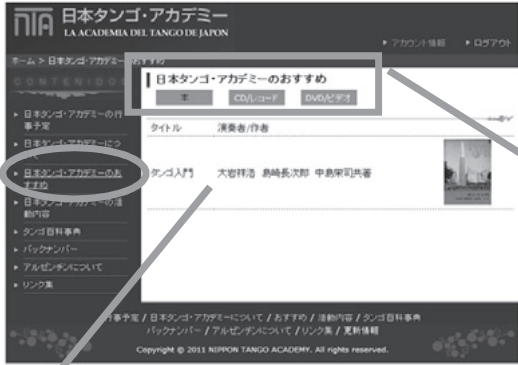 日本タンゴ・アカデミー
LA ACADEMIA DEL TANGO DE JAPON
アカウント情報
ログアウト
ホーム > 日本タンゴ・アカデミーのおすすめ
CONTENIDOS
日本タンゴ・アカデミーのおすすめ
本
CD/レコード
DVD/ビデオ
日本タンゴ・アカデミーの行
事予定
日本タンゴ・アカデミーにつ
日本タンゴ・アカデミーのお
すすめ
日本タンゴ・アカデミーの活
動内容
タンゴ百科事典
バックナンバー
アルゼンチンについて
リンク集
タイトル
演奏者/作者
タンゴ入門
大岩祥浩 島崎長次郎 中島栄司共著
行事予定 / 日本タンゴ・アカデミーについて / おすすめ / 活動内容 / タンゴ百科事典
バックナンバー / アルゼンチンについて / リンク集 / 更新情報
Copyright © 2011 NIPPON TANGO ACADEMY. All rights reserved.